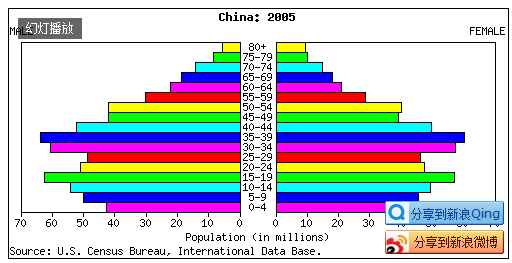 China: 2005
幻灯播放
MAL
FEMALE
80+
75-79
70-74
65-69
60-64
55-59
50-54
45-49
40-44
35-39
30-34
25-29
20-24
15-19
10-14
5-9
0-4
分享到新浪Qing
70 60 50 40 30 20 10 0 0 10 20 30
Population (in millions)
分享到新浪微博
Source: U.S. Census Bureau, International Data Base.